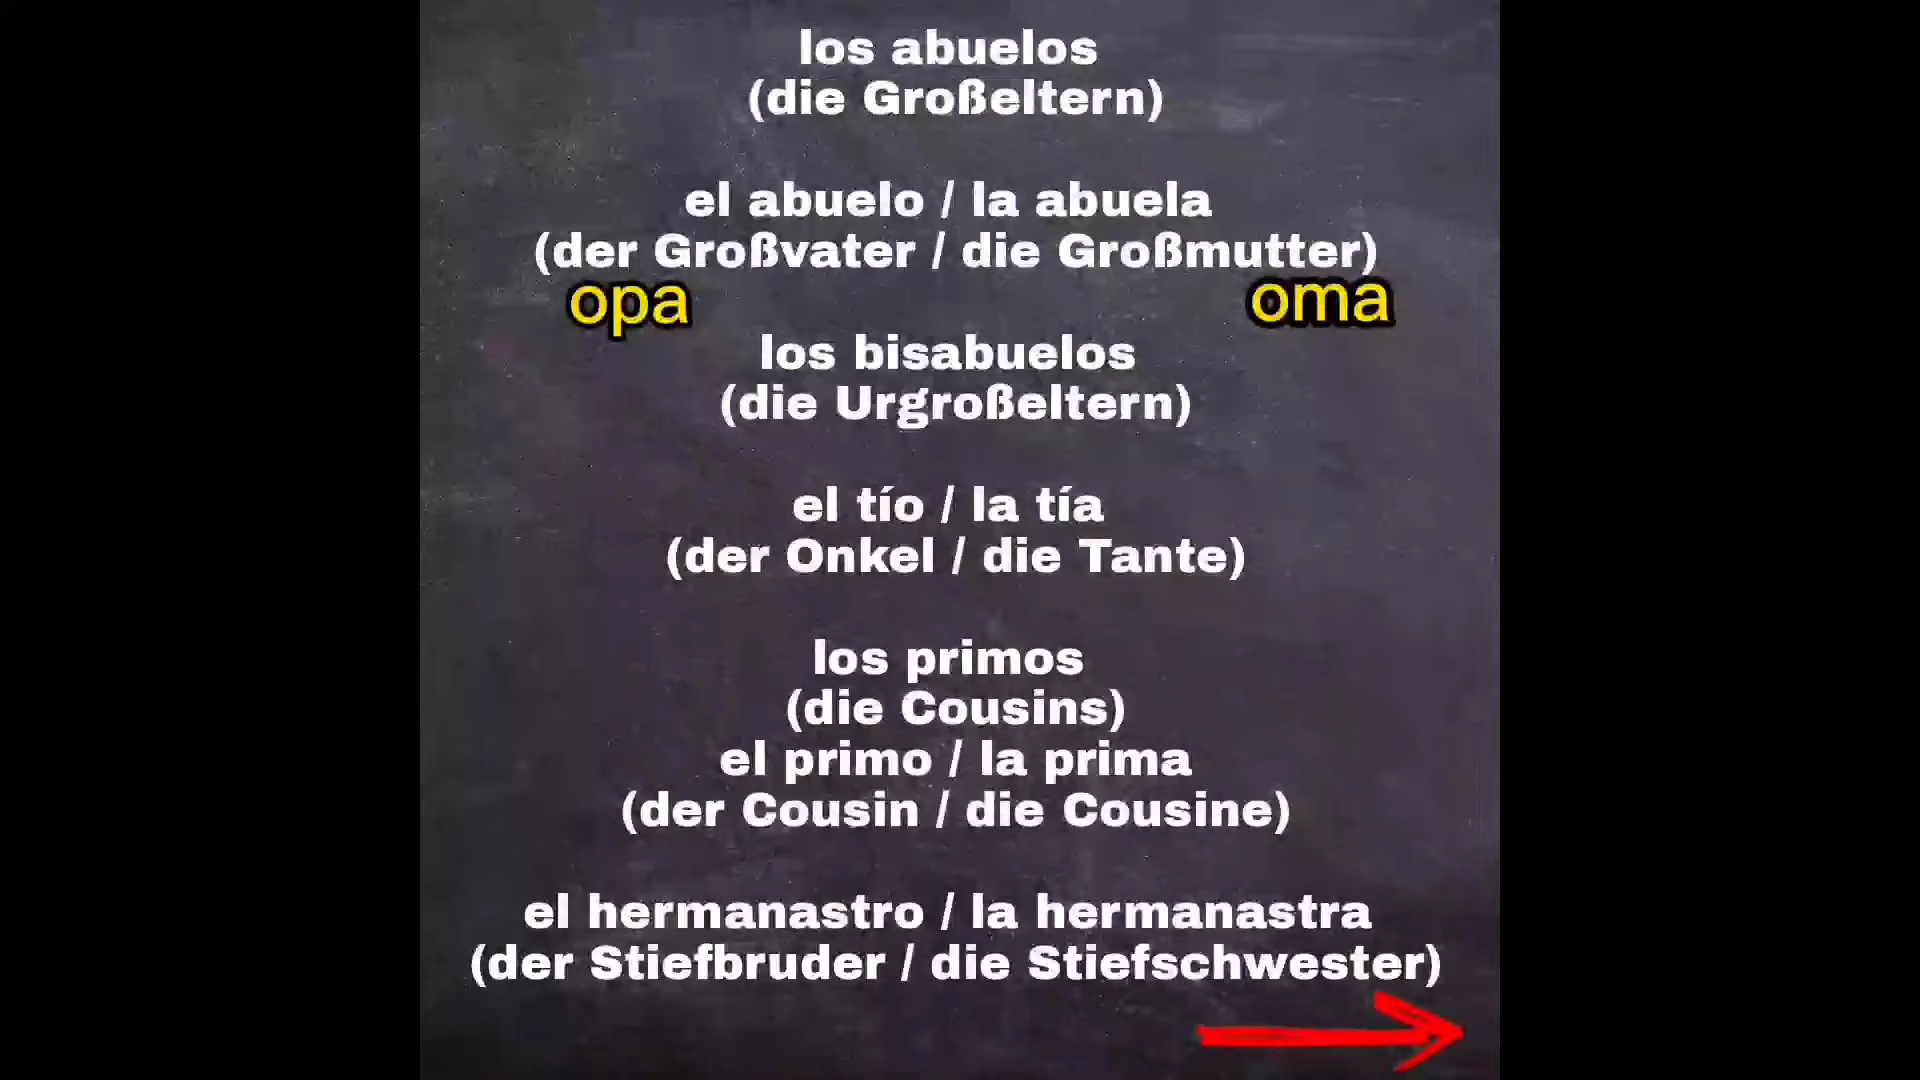 los abuelos
(die Großeltern)
el abuelo / la abuela
(der Großvater / die Großmutter)
opa oma
los bisabuelos
(die Urgroßeltern)
el tío / la tía
(der Onkel / die Tante)
los primos
(die Cousins)
el primo / la prima
(der Cousin / die Cousine)
el hermanastro / la hermanastra
(der Stiefbruder / die Stiefschwester)